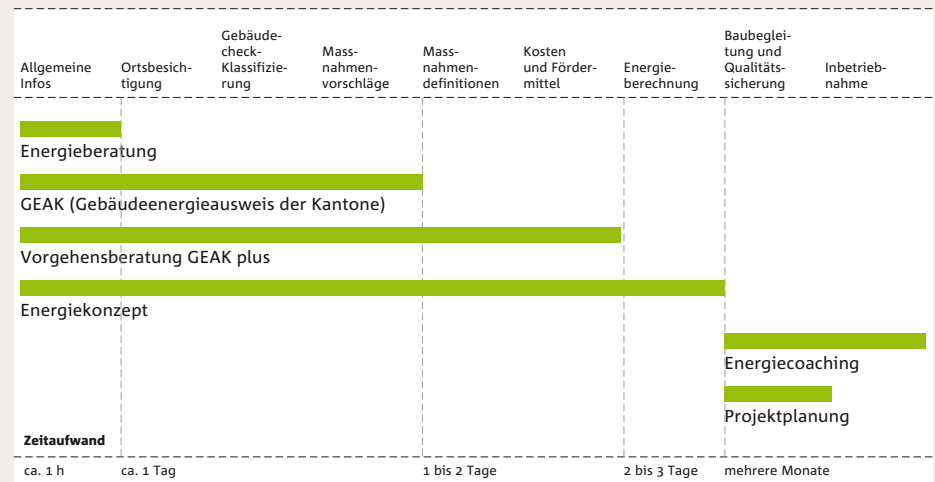 Allgemeine
Infos
Ortsbesich-
tigung
Gebäude-
check-
Klassifizie-
rung
Mass-
nahmen-
vorschläge
Mass-
nahmen-
definitionen
Kosten
und Förder-
mittel
Energie-
berechnung
Baubeglei-
tung und
Qualitäts-
sicherung
Inbetrieb-
nahme
Energieberatung
GEAK (Gebäudeenergieausweis der Kantone)
Vorgehensberatung GEAK plus
Energiekonzept
Energiecoaching
Projektplanung
Zeitaufwand
ca. 1 h
ca. 1 Tag
1 bis 2 Tage
2 bis 3 Tage
mehrere Monate